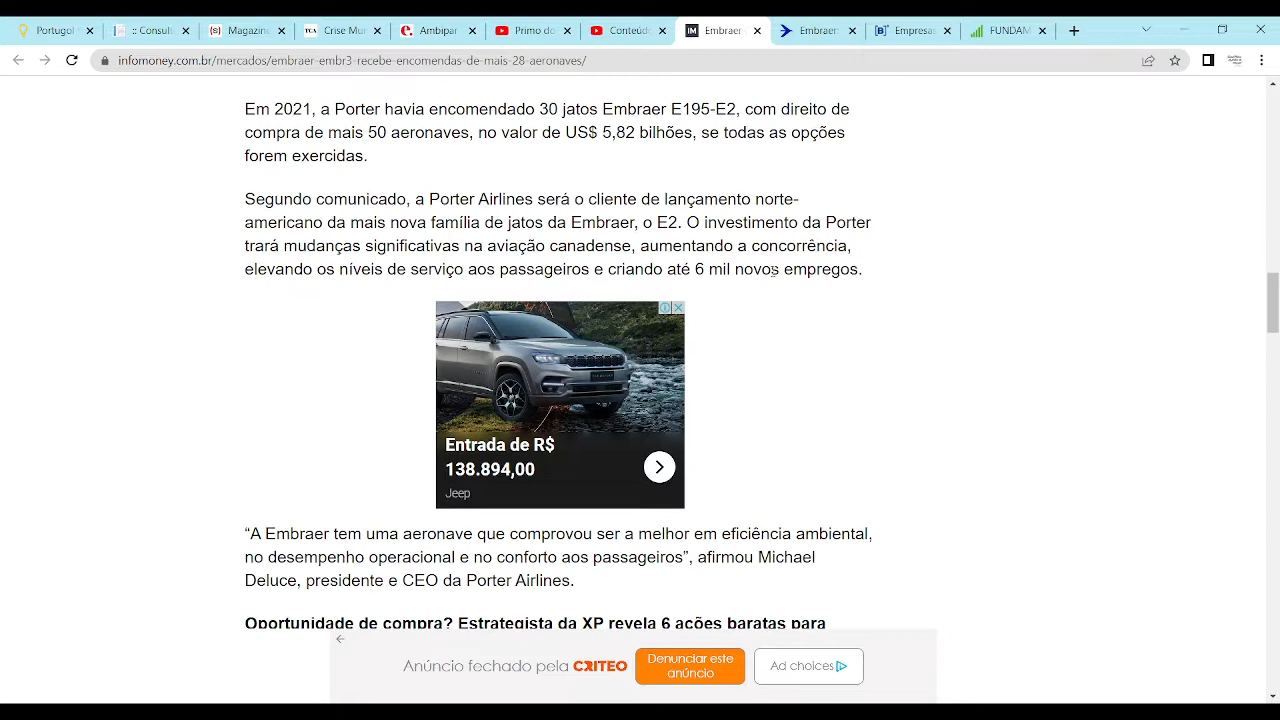 Portugol
:: Consult
Magazine
Crise Mu
Ambipar
Primo do
Conteúdo
Embraer
Embraer
Empresas
FUNDAM
infomoney.com.br/mercados/embraer-embr3-recebe-encomendas-de-mais-28-aeronaves/
Em 2021, a Porter havia encomendado 30 jatos Embraer E195-E2, com direito de
compra de mais 50 aeronaves, no valor de US$ 5,82 bilhões, se todas as opções
forem exercidas.
Segundo comunicado, a Porter Airlines será o cliente de lançamento norte-
americano da mais nova família de jatos da Embraer, o E2. O investimento da Porter
trará mudanças significativas na aviação canadense, aumentando a concorrência,
elevando os níveis de serviço aos passageiros e criando até 6 mil novos empregos.
Entrada de R$
138.894,00
Jeep
“A Embraer tem uma aeronave que comprovou ser a melhor em eficiência ambiental,
no desempenho operacional e no conforto aos passageiros”, afirmou Michael
Deluce, presidente e CEO da Porter Airlines.
Oportunidade de compra? Estrategista da XP revela 6 ações baratas para
Anúncio fechado pela CRITEO
Denunciar este
anúncio
Ad choices